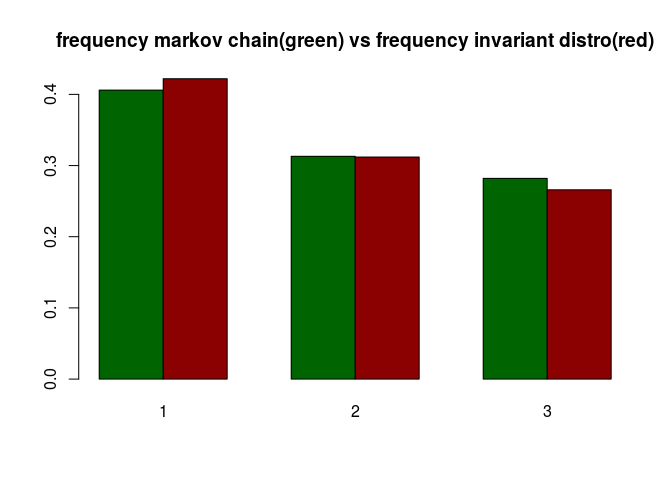 frequency markov chain(green) vs frequency invariant distro(red)
0.4
0.3
0.2
0.1
0.0
1 2 3